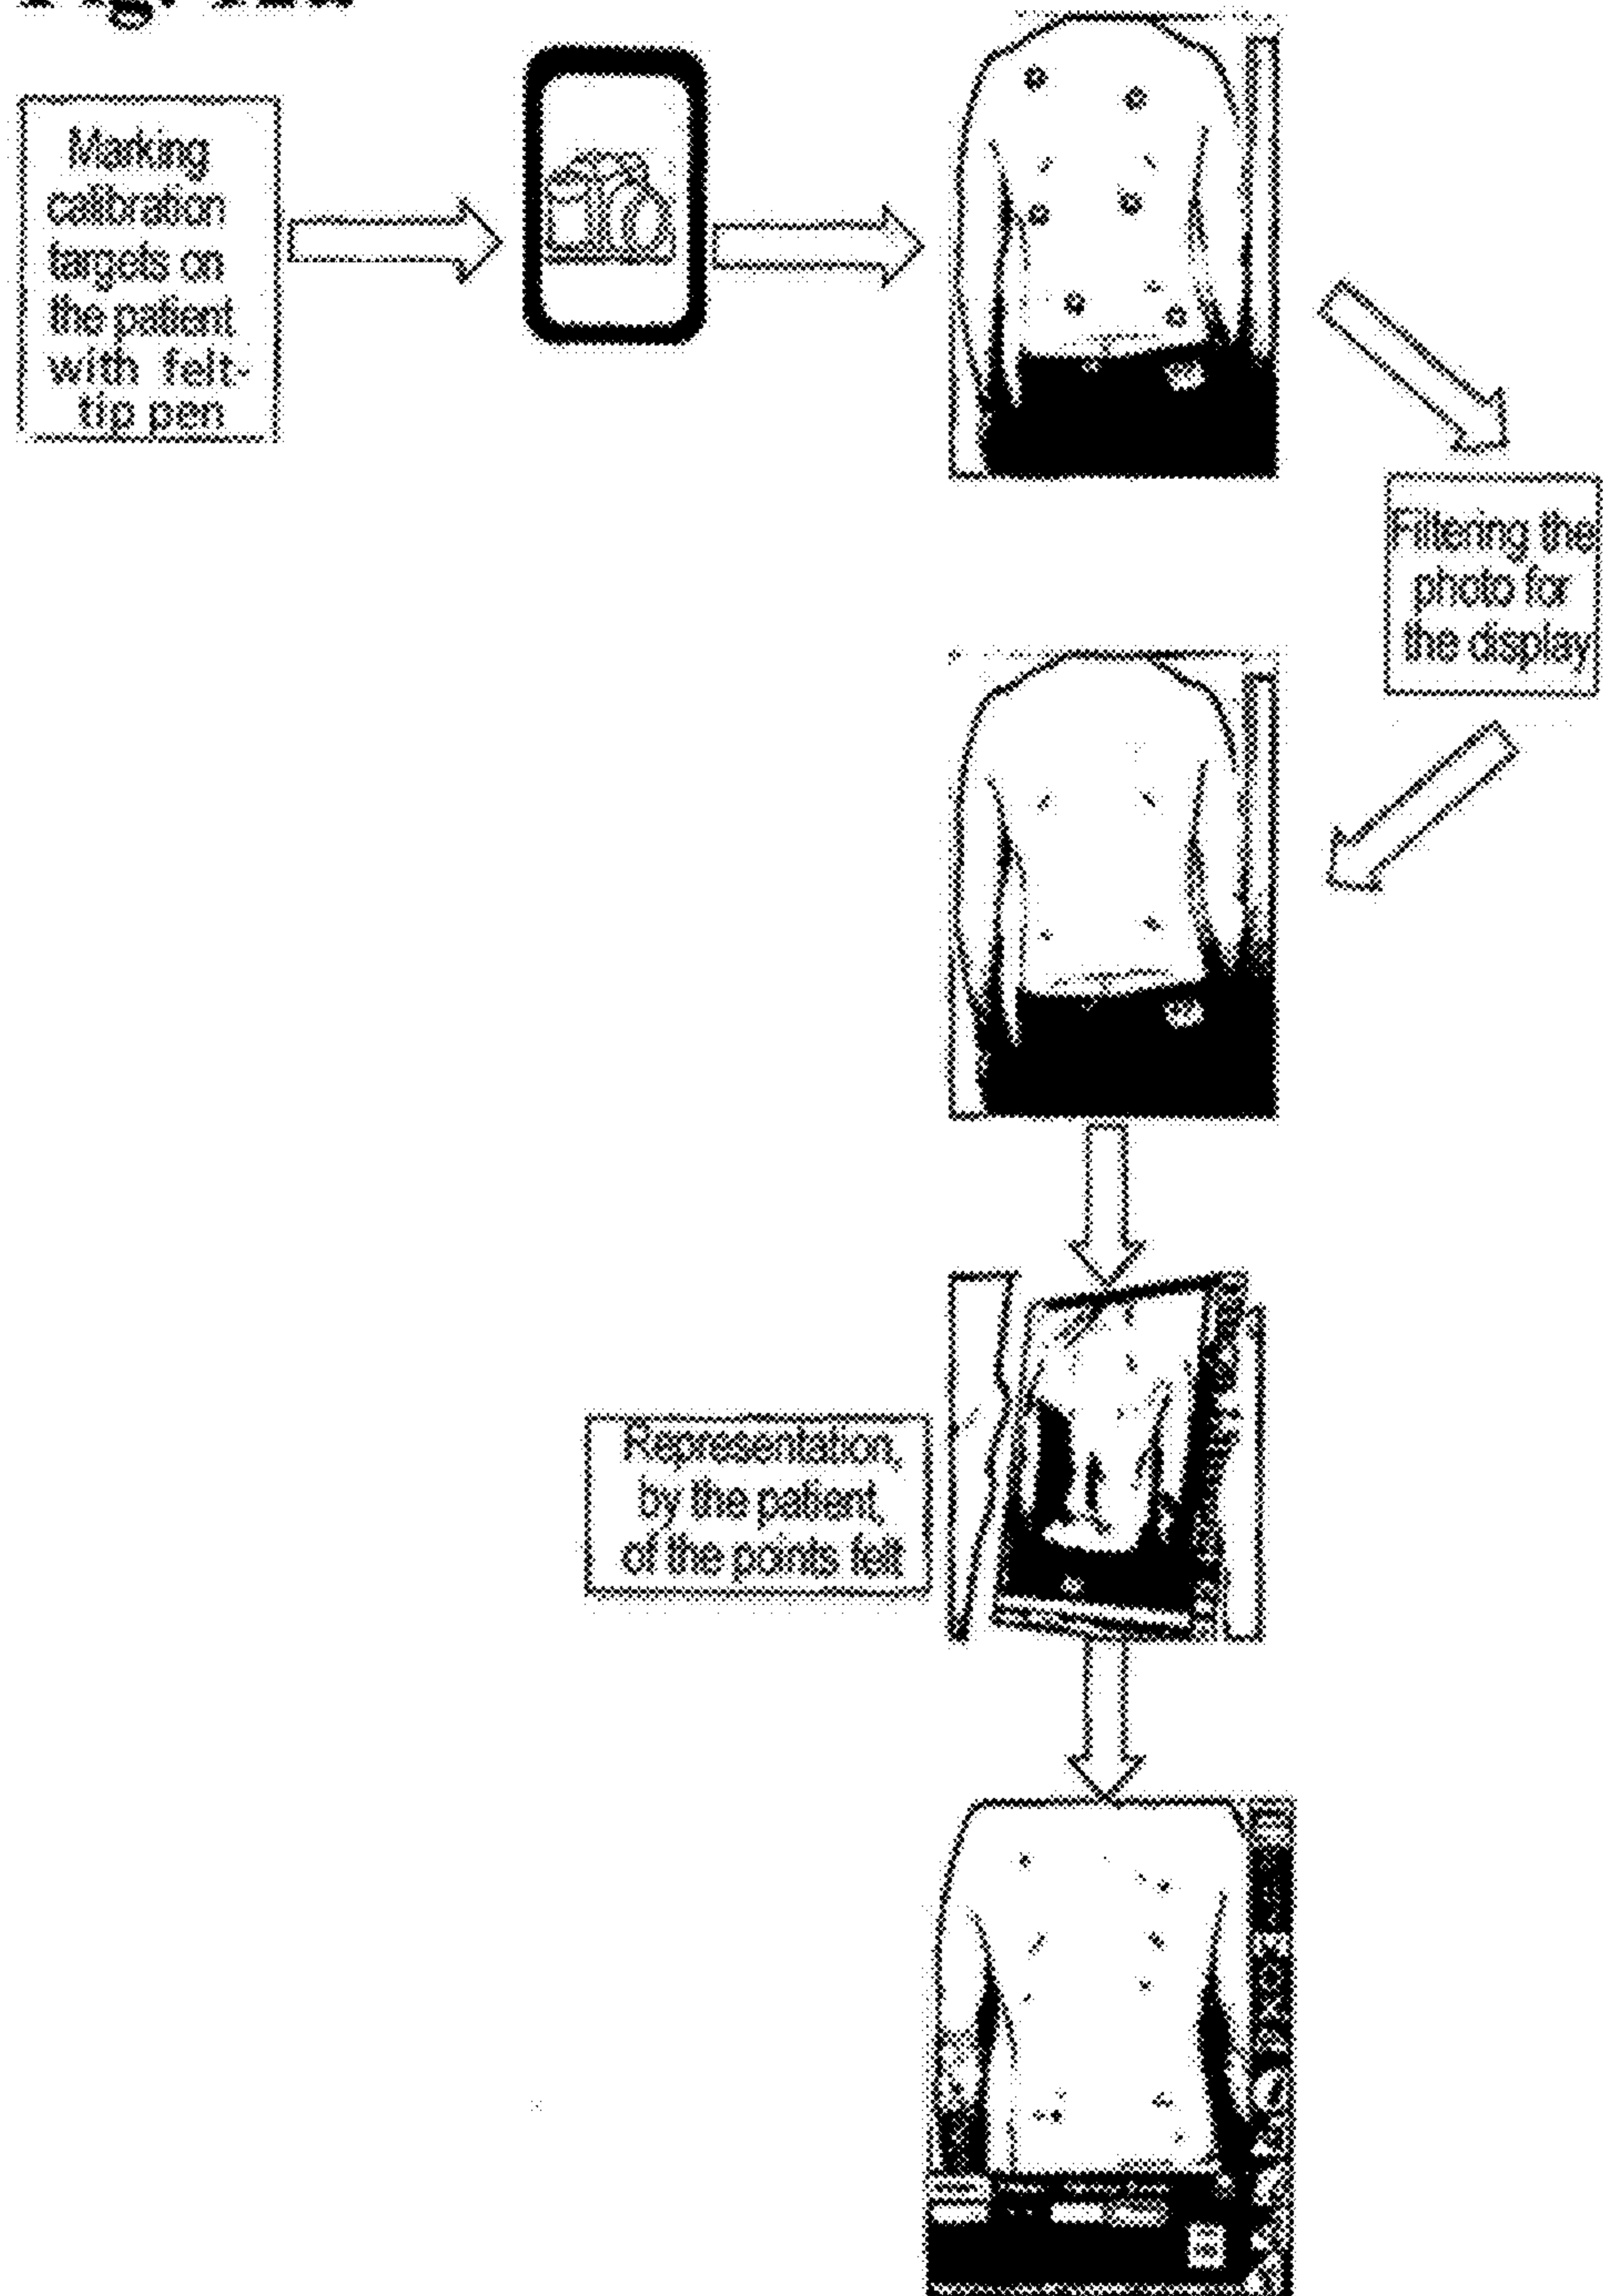 Marking
calibration
targets on
the patient
with felt-
tip pen
Filtering the
photo for
the display
Representation,
by the patient,
of the points felt